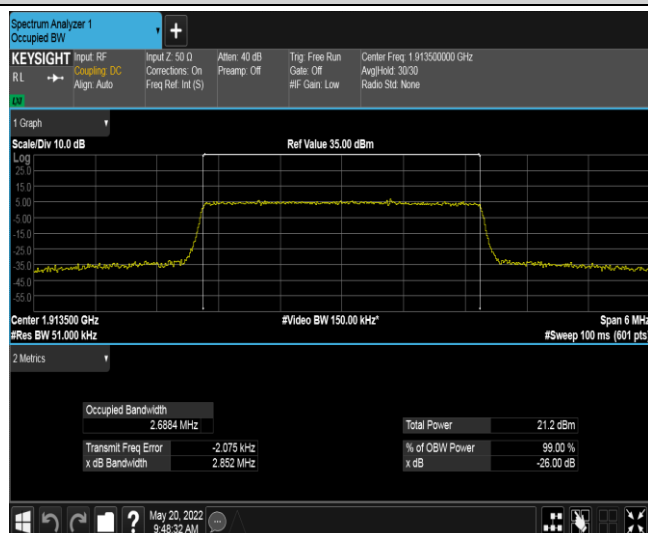 Spectrum Analyzer 1
Occupied BW
+
KEYSIGHT Input: RF Input Z: 50 Ω Atten: 40 dB Trig: Free Run Center Freq: 1.913500000 GHz
RL Coupling: DC Corrections: On Preamp: Off Gate: Off Avg|Hold: 30/30
Align: Auto Freq Ref: Int (S) #IF Gain: Low Radio Std: None
1 Graph
Scale/Div 10.0 dB Ref Value 35.00 dBm
Log
25.0
15.0
5.00
-5.00
-15.0
-25.0
-35.0
-45.0
-55.0
Center 1.913500 GHz #Video BW 150.00 kHz* Span 6 MHz
#Res BW 51.000 kHz #Sweep 100 ms (601 pts)
2 Metrics
Occupied Bandwidth
2.6884 MHz Total Power 21.2 dBm
Transmit Freq Error -2.075 kHz % of OBW Power 99.00 %
x dB Bandwidth 2.852 MHz x dB -26.00 dB
? May 20, 2022
9:48:32 AM